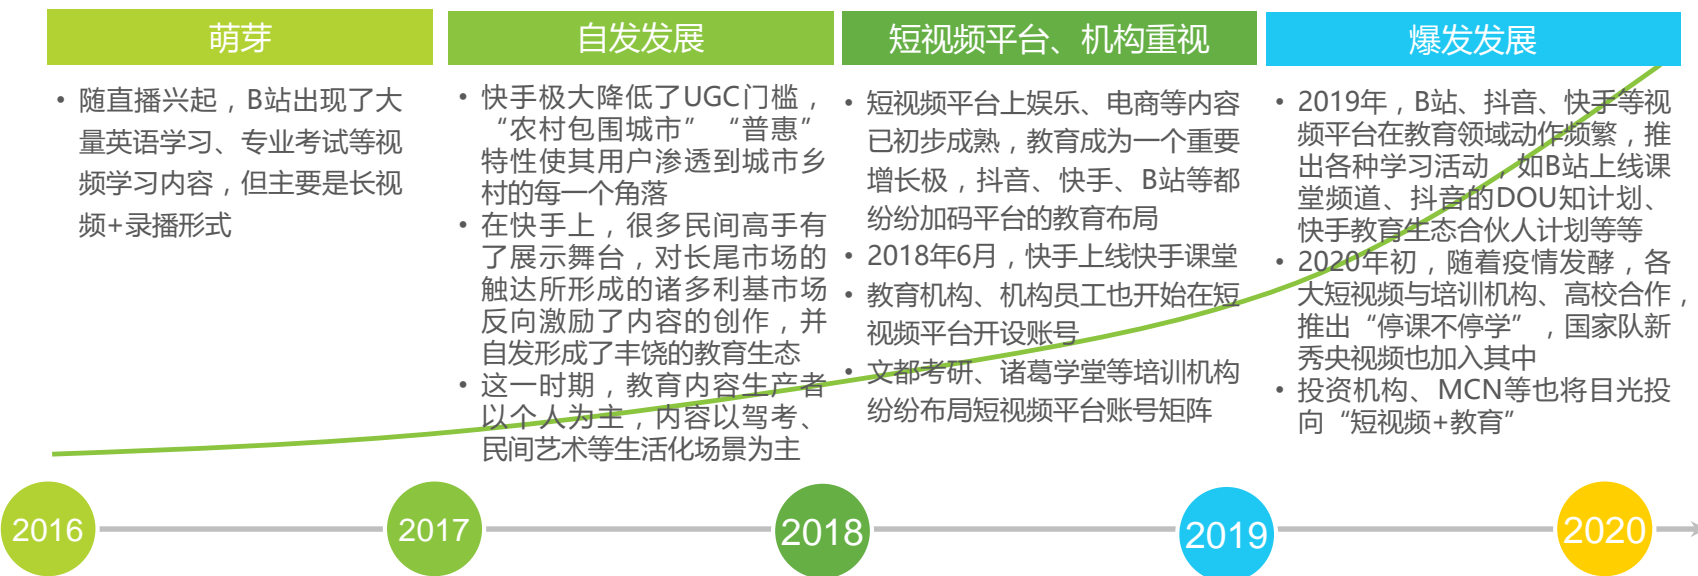 萌芽
• 随直播兴起，B站出现了大
量英语学习、专业考试等视
频学习内容，但主要是长视
频+录播形式
自发发展
• 快手极大降低了UGC门槛，
“农村包围城市”“普惠”
特性使其用户渗透到城市乡
村的每一个角落
• 在快手上，很多民间高手有
了展示舞台，对长尾市场的
触达所形成的诸多利基市场
反向激励了内容的创作，并
自发形成了丰饶的教育生态
• 这一时期，教育内容生产者
以个人为主，内容以驾考、
民间艺术等生活化场景为主
短视频平台、机构重视
• 短视频平台上娱乐、电商等内容
已初步成熟，教育成为一个重要
增长极，抖音、快手、B站等都
纷纷加码平台的教育布局
• 2018年6月，快手上线快手课堂
• 教育机构、机构员工也开始在短
视频平台开设账号
• 文都考研、诸葛学堂等培训机构
纷纷布局短视频平台账号矩阵
爆发发展
• 2019年，B站、抖音、快手等视
频平台在教育领域动作频繁，推
出各种学习活动，如B站上线课
堂频道、抖音的DOU知计划、
快手教育生态合伙人计划等等
• 2020年初，随着疫情发酵，各
大短视频与培训机构、高校合作，
推出“停课不停学”，国家队新
秀央视频也加入其中
• 投资机构、MCN等也将目光投
向“短视频+教育”
2016
2017
2018
2019
2020